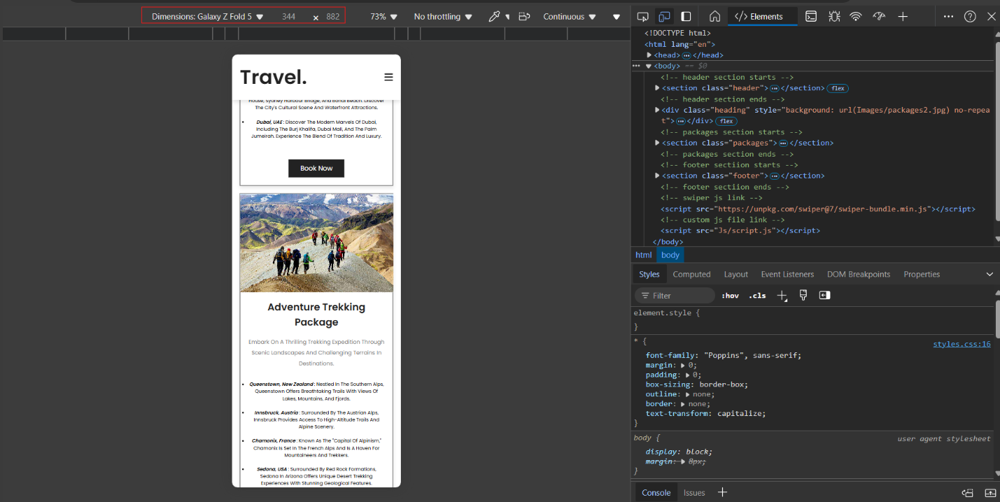 Dimensions: Galaxy Z Fold 5 344 × 882 73% No throttling Continuous
Elements
Travel.
House, Sydney Harbour Bridge, And Bondi Beach. Discover
The City's Cultural Scene And Waterfront Attractions.
Dubai, UAE : Discover The Modern Marvels Of Dubai,
Including The Burj Khalifa, Dubai Mall, And The Palm
Jumeirah. Experience The Blend Of Tradition And Luxury.
Book Now
Adventure Trekking
Package
Embark On A Thrilling Trekking Expedition Through
Scenic Landscapes And Challenging Terrains In
Destinations.
Queenstown, New Zealand : Nestled In The Southern Alps,
Queenstown Offers Breathtaking Trails With Views Of
Lakes, Mountains, And Fjords.
Innsbruck, Austria : Surrounded By The Austrian Alps,
Innsbruck Provides Access To High-Altitude Trails And
Alpine Scenery.
Chamonix, France : Known As The "Capital Of Alpinism,"
Chamonix Is Set In The French Alps And Is A Haven For
Mountaineers And Trekkers.
Sedona, USA : Surrounded By Red Rock Formations,
Sedona In Arizona Offers Unique Desert Trekking
Experiences With Stunning Geological Features.
<!DOCTYPE html>
<html lang="en">
<head> ··· </head>
··· <body> == $0
<!-- header section starts -->
<section class="header"> ··· </section> flex
<!-- header section ends -->
<div class="heading" style="background: url(Images/packages2.jpg) no-repea
t"> ··· </div> flex
<!-- packages section starts -->
<section class="packages"> ··· </section>
<!-- packages section ends -->
<!-- footer sectiion starts -->
<section class="footer"> ··· </section>
<!-- footer section ends -->
<!-- swiper js link -->
<script src="https://unpkg.com/swiper@7/swiper-bundle.min.js"></script>
<!-- custom js file link -->
<script src="Js/script.js"></script>
</body>
html body
Styles Computed Layout Event Listeners DOM Breakpoints Properties
Filter :hov .cls
element.style {
}
* { styles.css:16
font-family: "Poppins", sans-serif;
margin: 0;
padding: 0;
box-sizing: border-box;
outline: none;
border: none;
text-transform: capitalize;
}
body { user agent stylesheet
display: block;
margin: 8px;
}
Console Issues